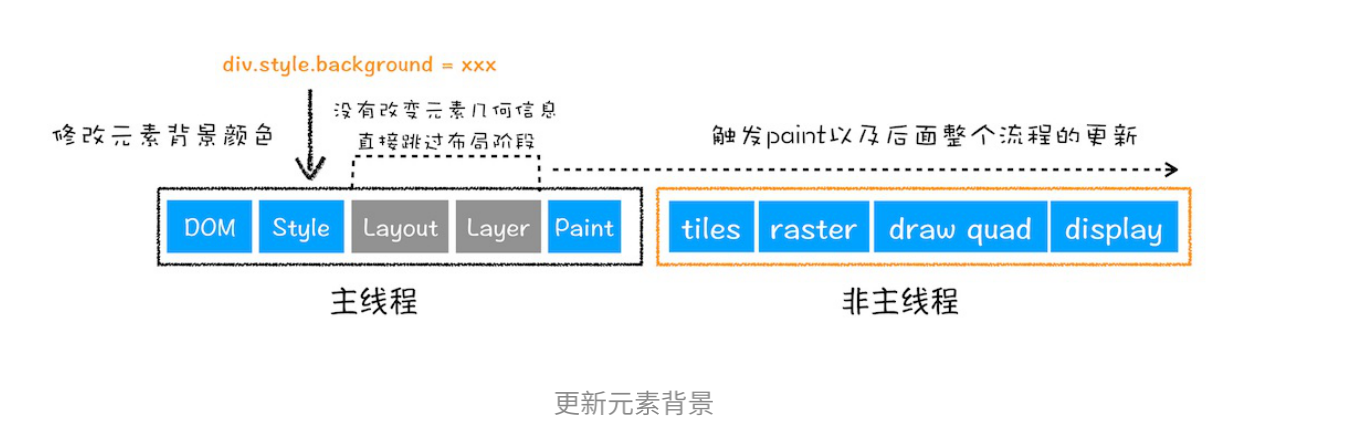 div.style.background = xxx
没有改变元素几何信息
修改元素背景颜色
直接跳过布局阶段
触发paint以及后面整个流程的更新
DOM Style Layout Layer Paint tiles raster draw quad display
主线程 非主线程
更新元素背景